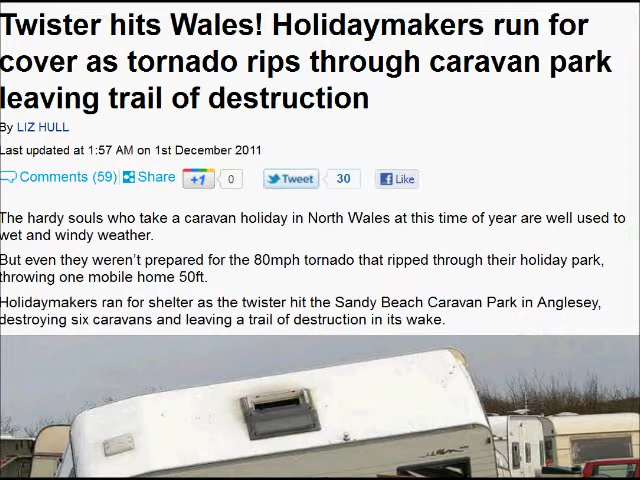 Twister hits Wales! Holidaymakers run for
cover as tornado rips through caravan park
leaving trail of destruction
By LIZ HULL
Last updated at 1:57 AM on 1st December 2011
Comments (59) Share +1 0 Tweet 30 Like
The hardy souls who take a caravan holiday in North Wales at this time of year are well used to
wet and windy weather.
But even they weren't prepared for the 80mph tornado that ripped through their holiday park,
throwing one mobile home 50ft.
Holidaymakers ran for shelter as the twister hit the Sandy Beach Caravan Park in Anglesey,
destroying six caravans and leaving a trail of destruction in its wake.